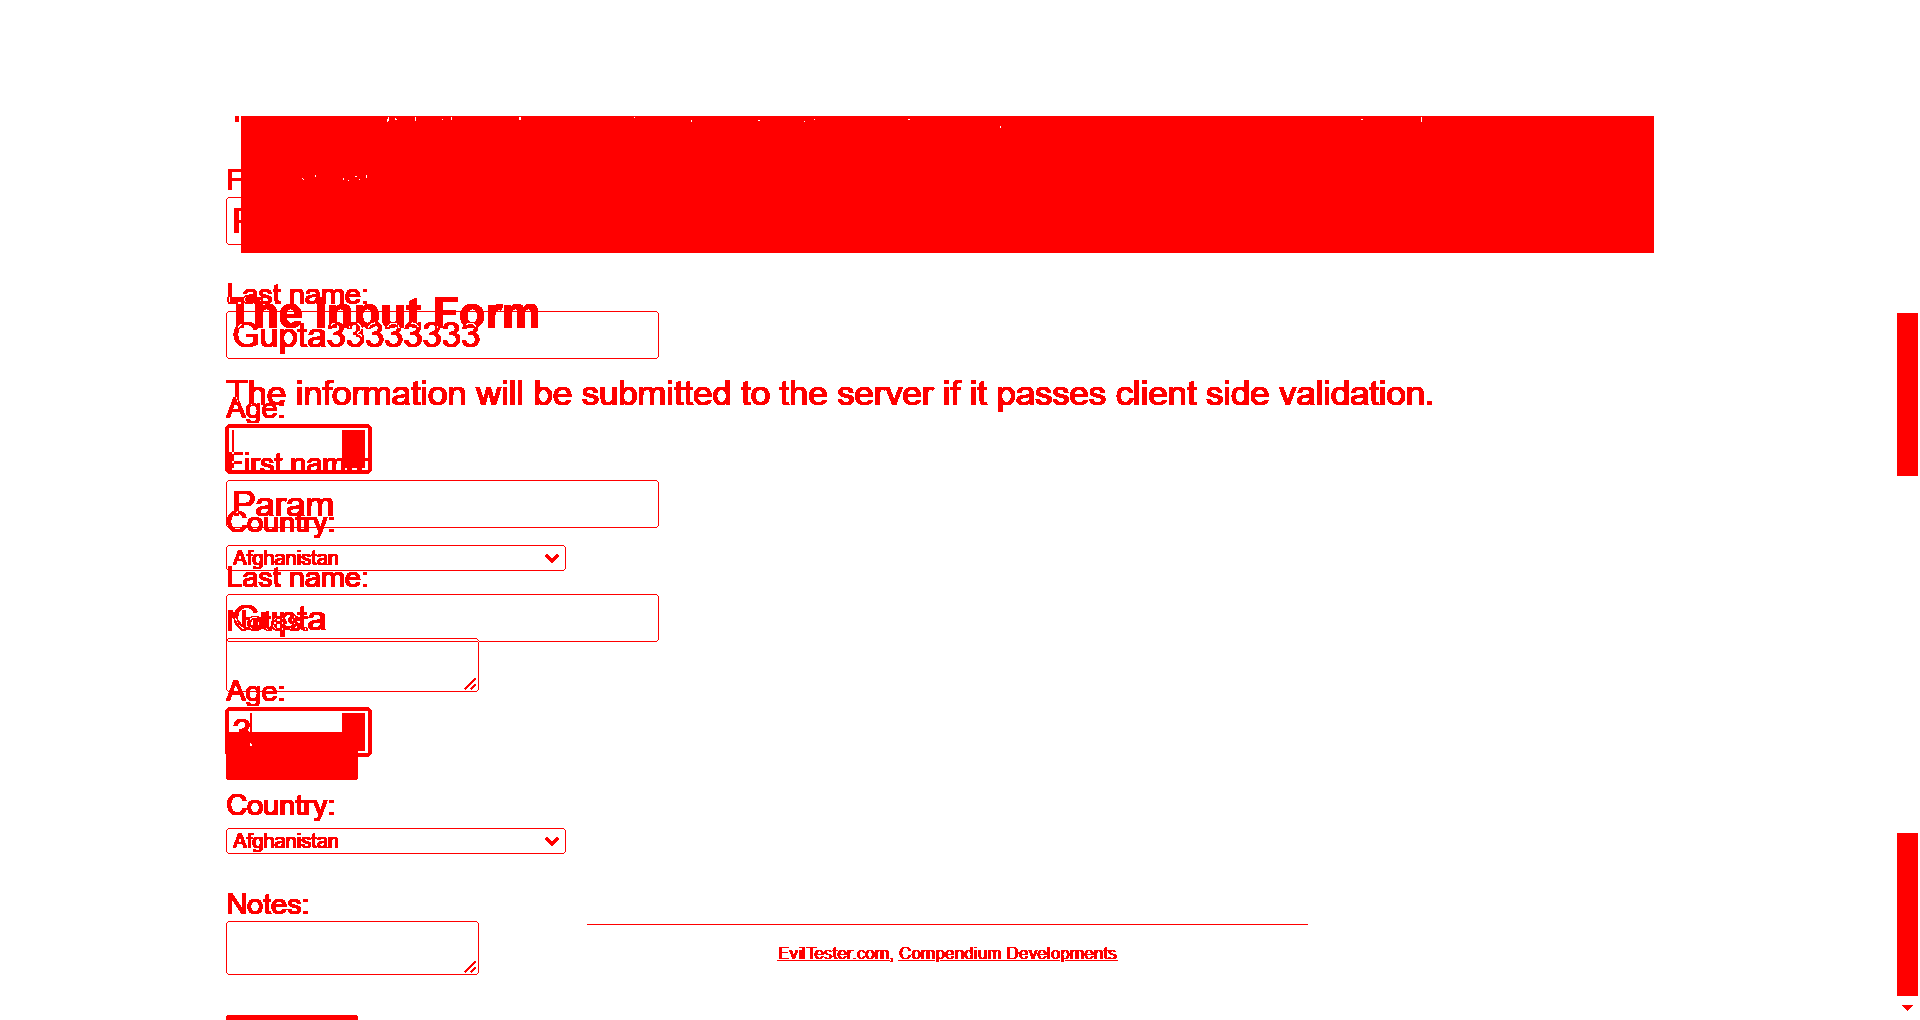 Last name:
The Input Form
Gupta33333333
The information will be submitted to the server if it passes client side validation.
Age:
First name:
Param
Country:
Afghanistan
Last name:
Gupta
Notes:
Age:
3
Country:
Afghanistan
Notes:
EvilTester.com, Compendium Developments